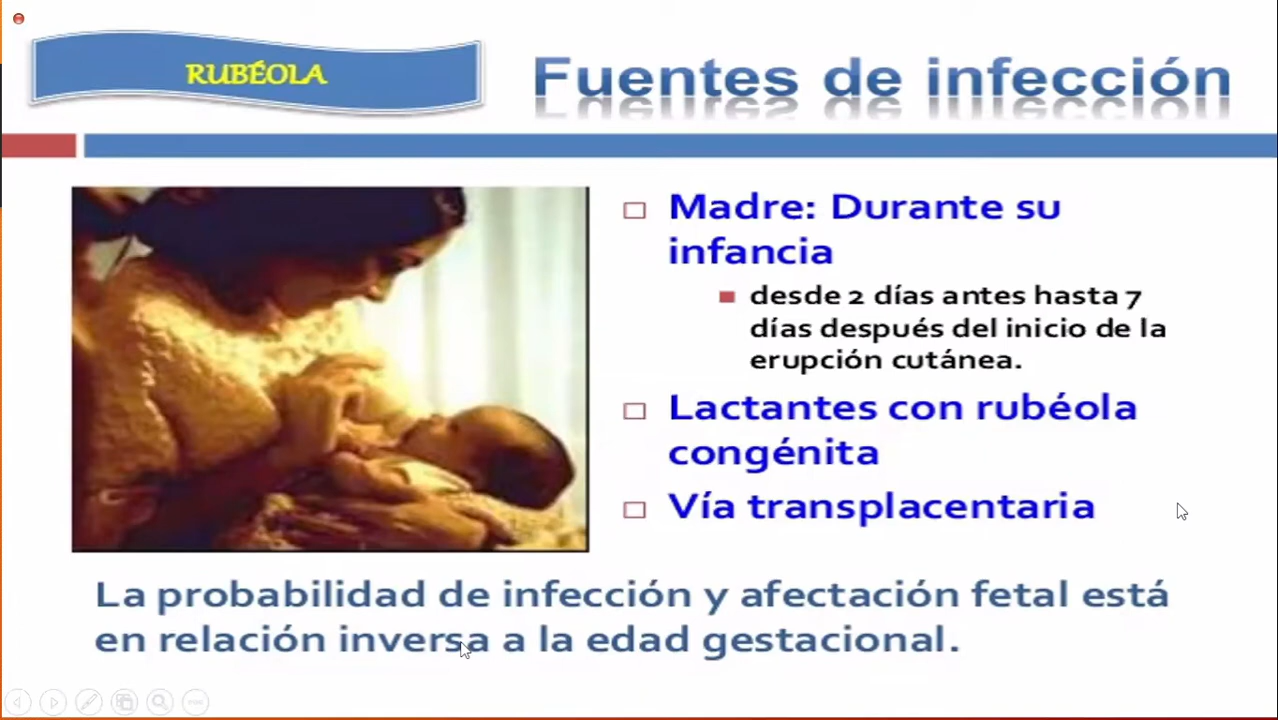 RUBÉOLA
Fuentes de infección
Madre: Durante su
infancia
desde 2 días antes hasta 7
días después del inicio de la
erupción cutánea.
Lactantes con rubéola
congénita
Vía transplacentaria
La probabilidad de infección y afectación fetal está
en relación inversa a la edad gestacional.